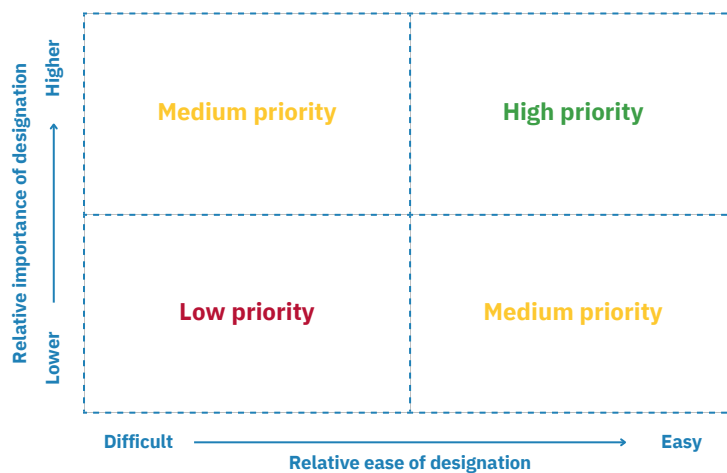 Relative importance of designation
Higher
Lower
Medium priority
High priority
Low priority
Medium priority
Difficult
Easy
Relative ease of designation